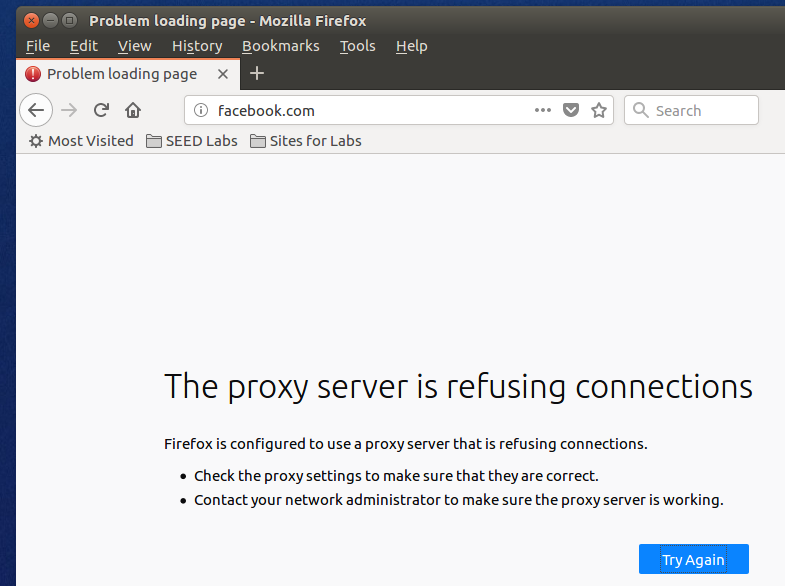 Problem loading page - Mozilla Firefox
File Edit View History Bookmarks Tools Help
Problem loading page
facebook.com Search
Most Visited SEED Labs Sites for Labs
The proxy server is refusing connections
Firefox is configured to use a proxy server that is refusing connections.
• Check the proxy settings to make sure that they are correct.
• Contact your network administrator to make sure the proxy server is working.
Try Again